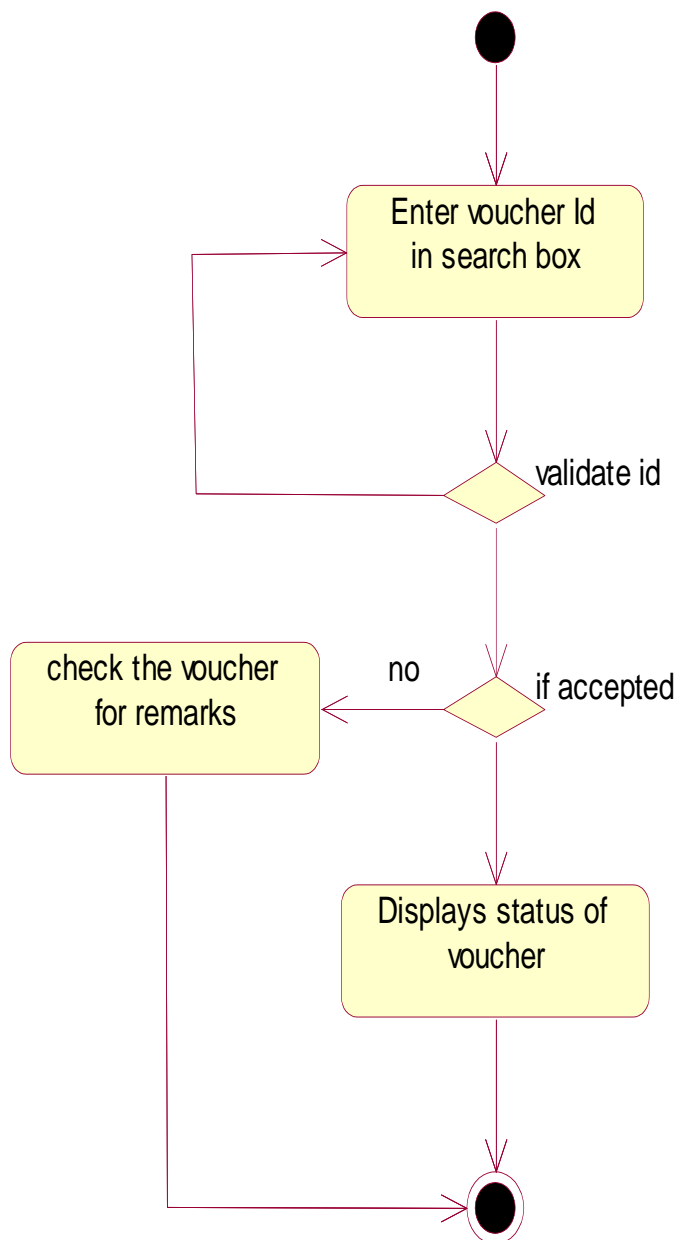 Enter voucher Id
in search box
validate id
check the voucher
for remarks
no
if accepted
Displays status of
voucher